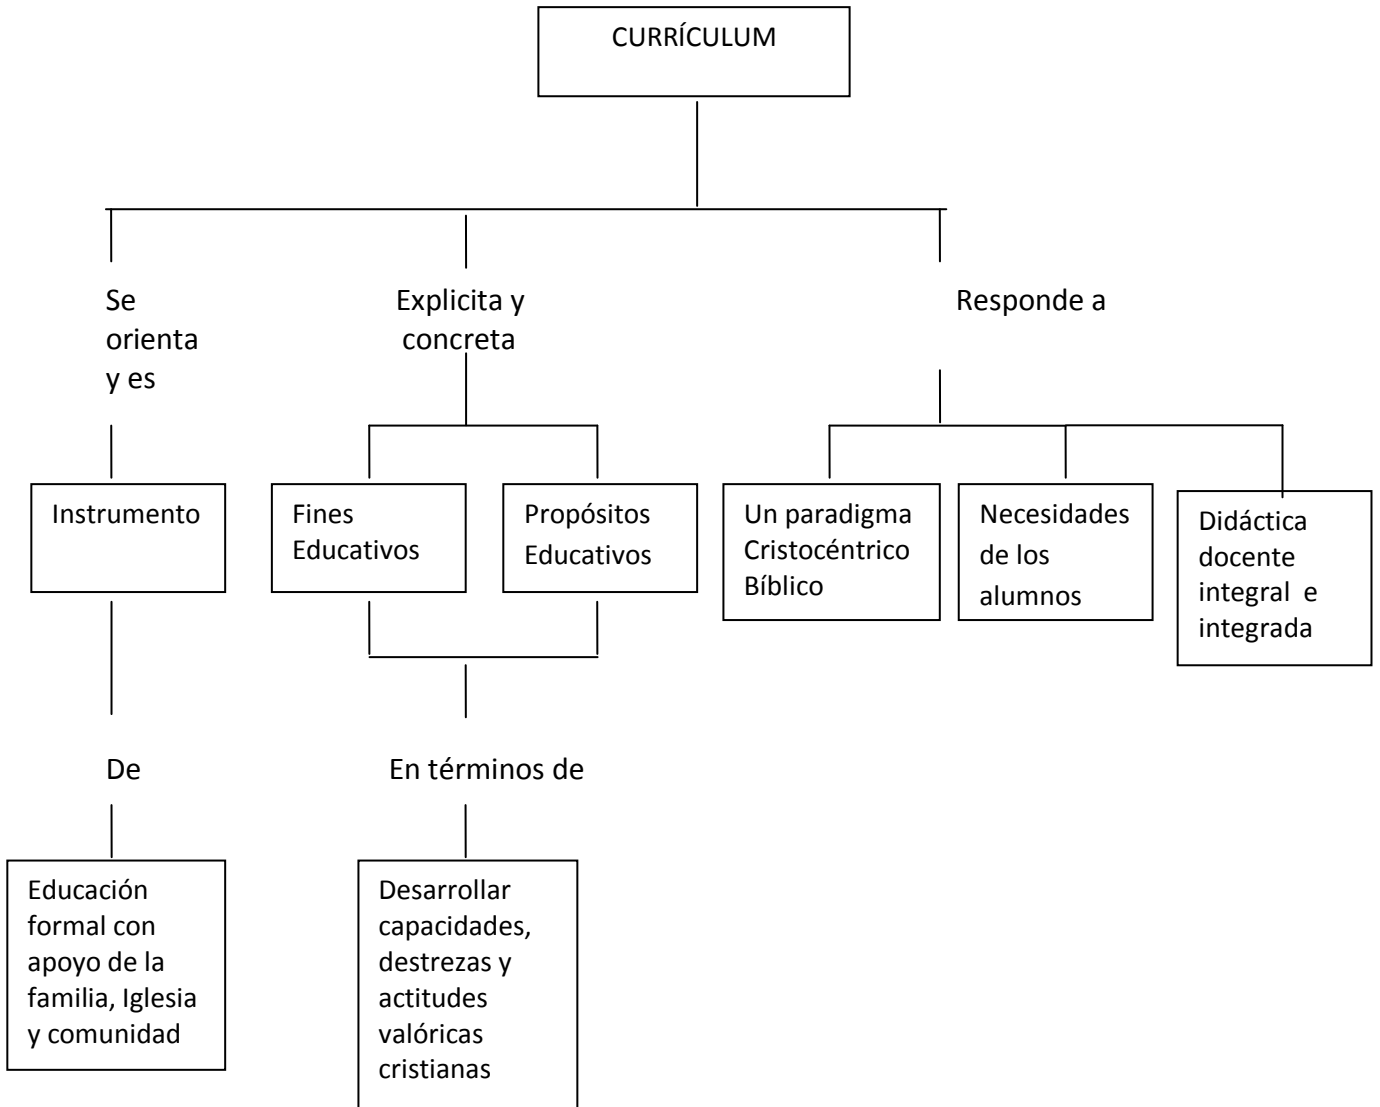 CURRÍCULUM
Se
orienta
y es
Explicita y
concreta
Responde a
Instrumento
Fines
Educativos
Propósitos
Educativos
Un paradigma
Cristocéntrico
Bíblico
Necesidades
de los
alumnos
Didáctica
docente
integral e
integrada
De
En términos de
Educación
formal con
apoyo de la
familia, Iglesia
y comunidad
Desarrollar
capacidades,
destrezas y
actitudes
valóricas
cristianas